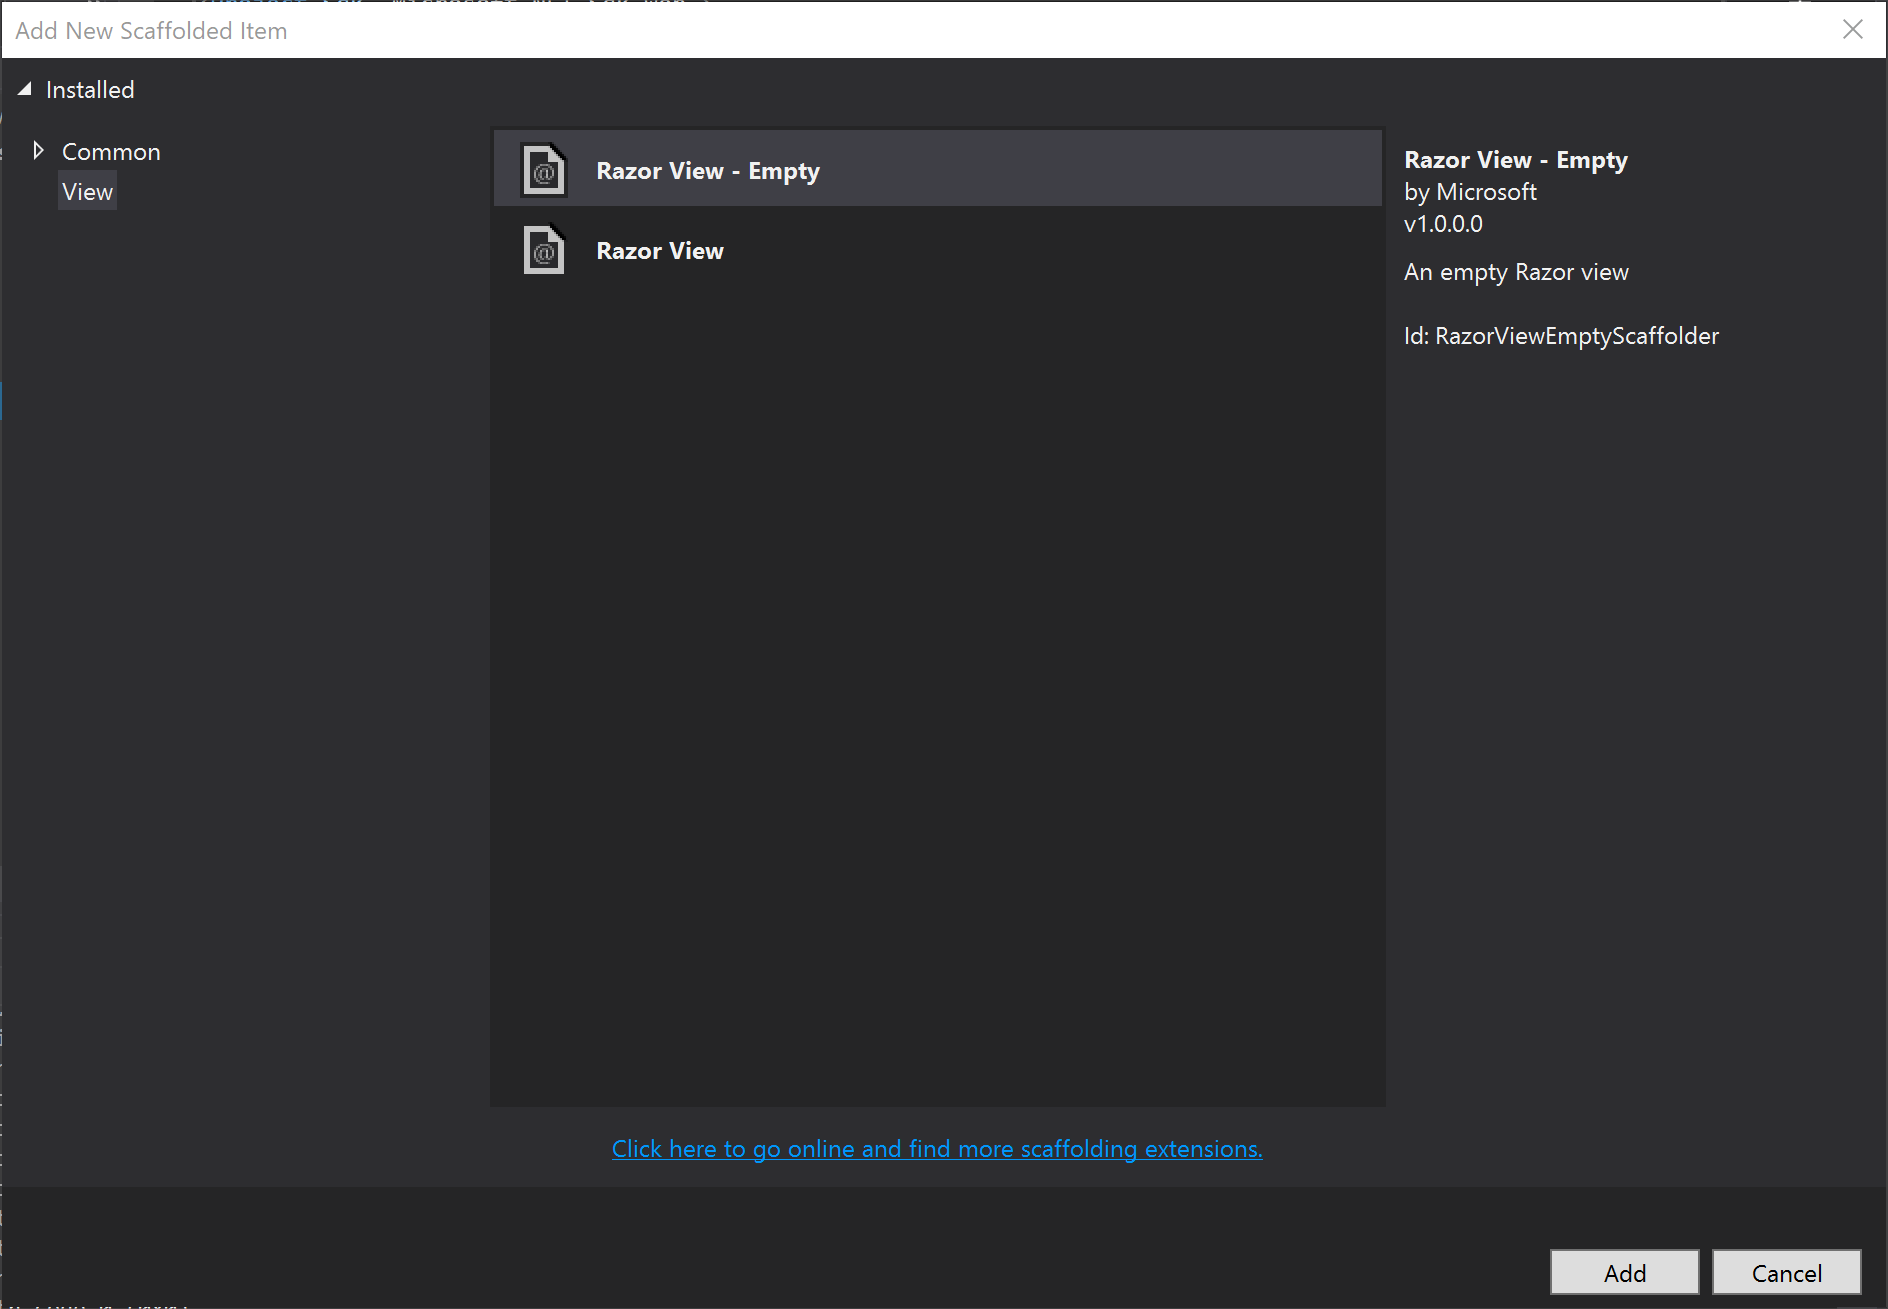 Add New Scaffolded Item
Installed
Common
View
Razor View - Empty
Razor View
Razor View - Empty
by Microsoft
v1.0.0.0
An empty Razor view
Id: RazorViewEmptyScaffolder
Click here to go online and find more scaffolding extensions.
Add
Cancel